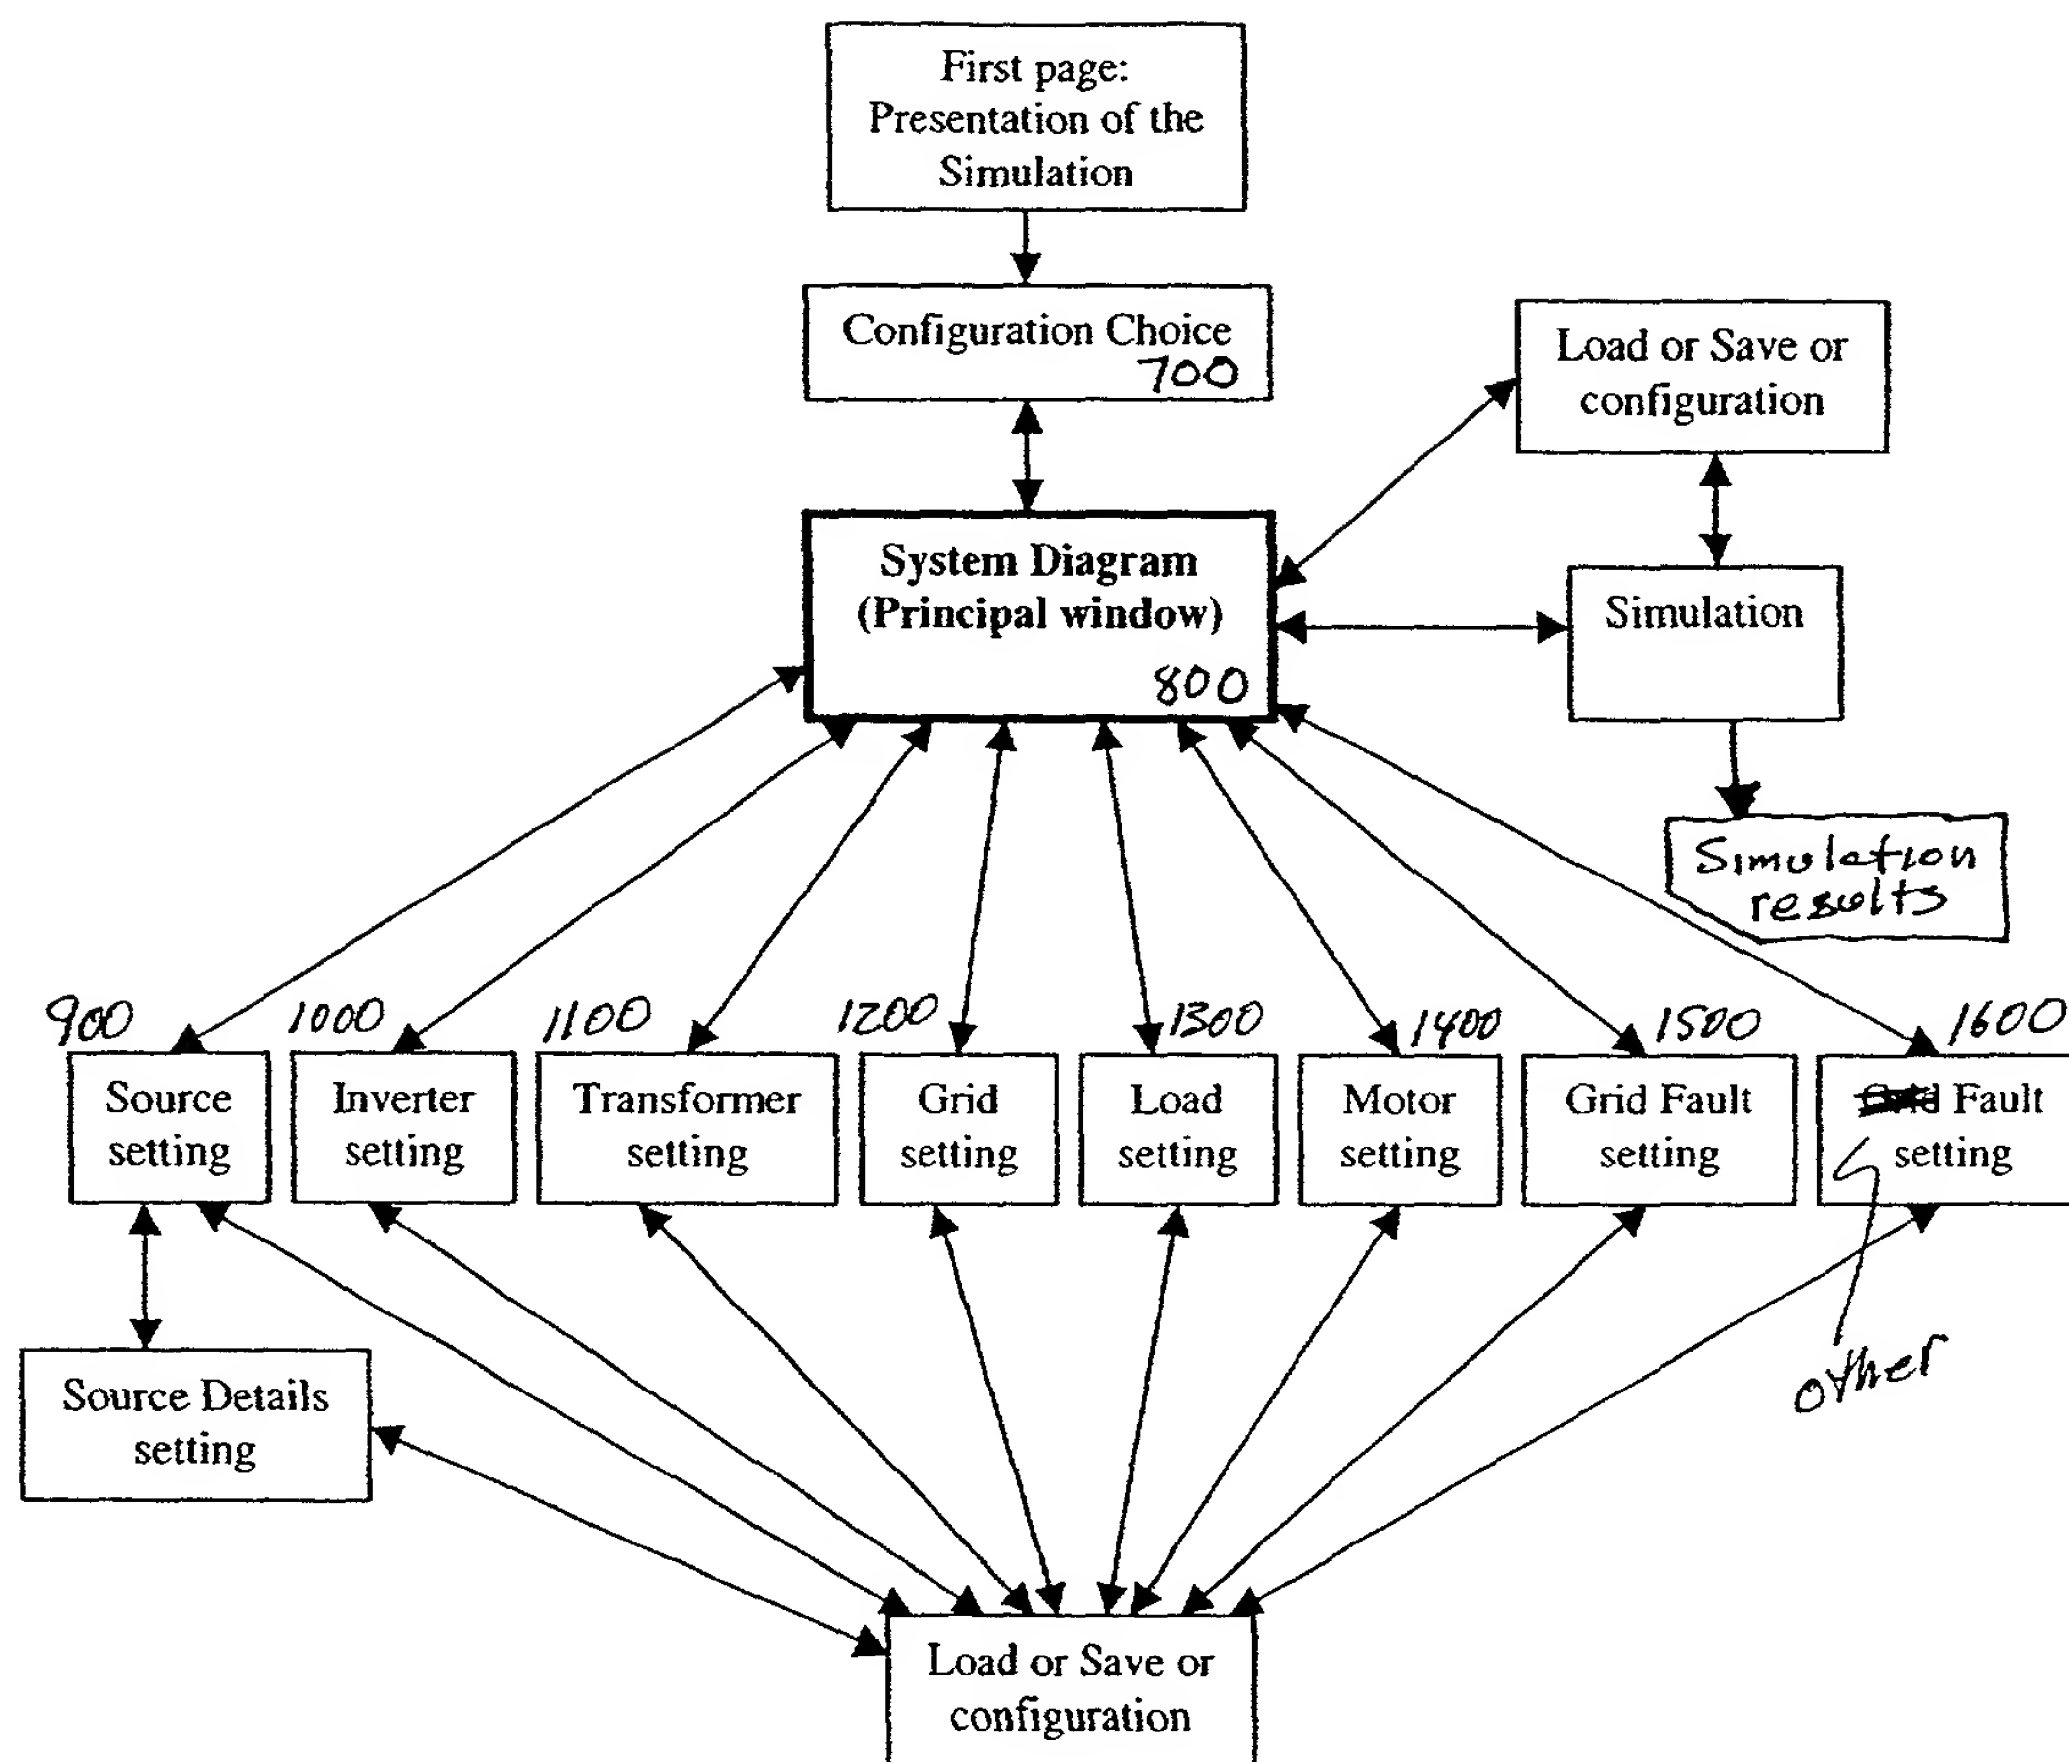 First page:
Presentation of the
Simulation
Configuration Choice
700
Load or Save or
configuration
System Diagram
(Principal window)
800
Simulation
Simulation
results
900
1000
1100
1200
1300
1400
1500
1600
Source
setting
Inverter
setting
Transformer
setting
Grid
setting
Load
setting
Motor
setting
Grid Fault
setting
Fault
setting
other
Source Details
setting
Load or Save or
configuration